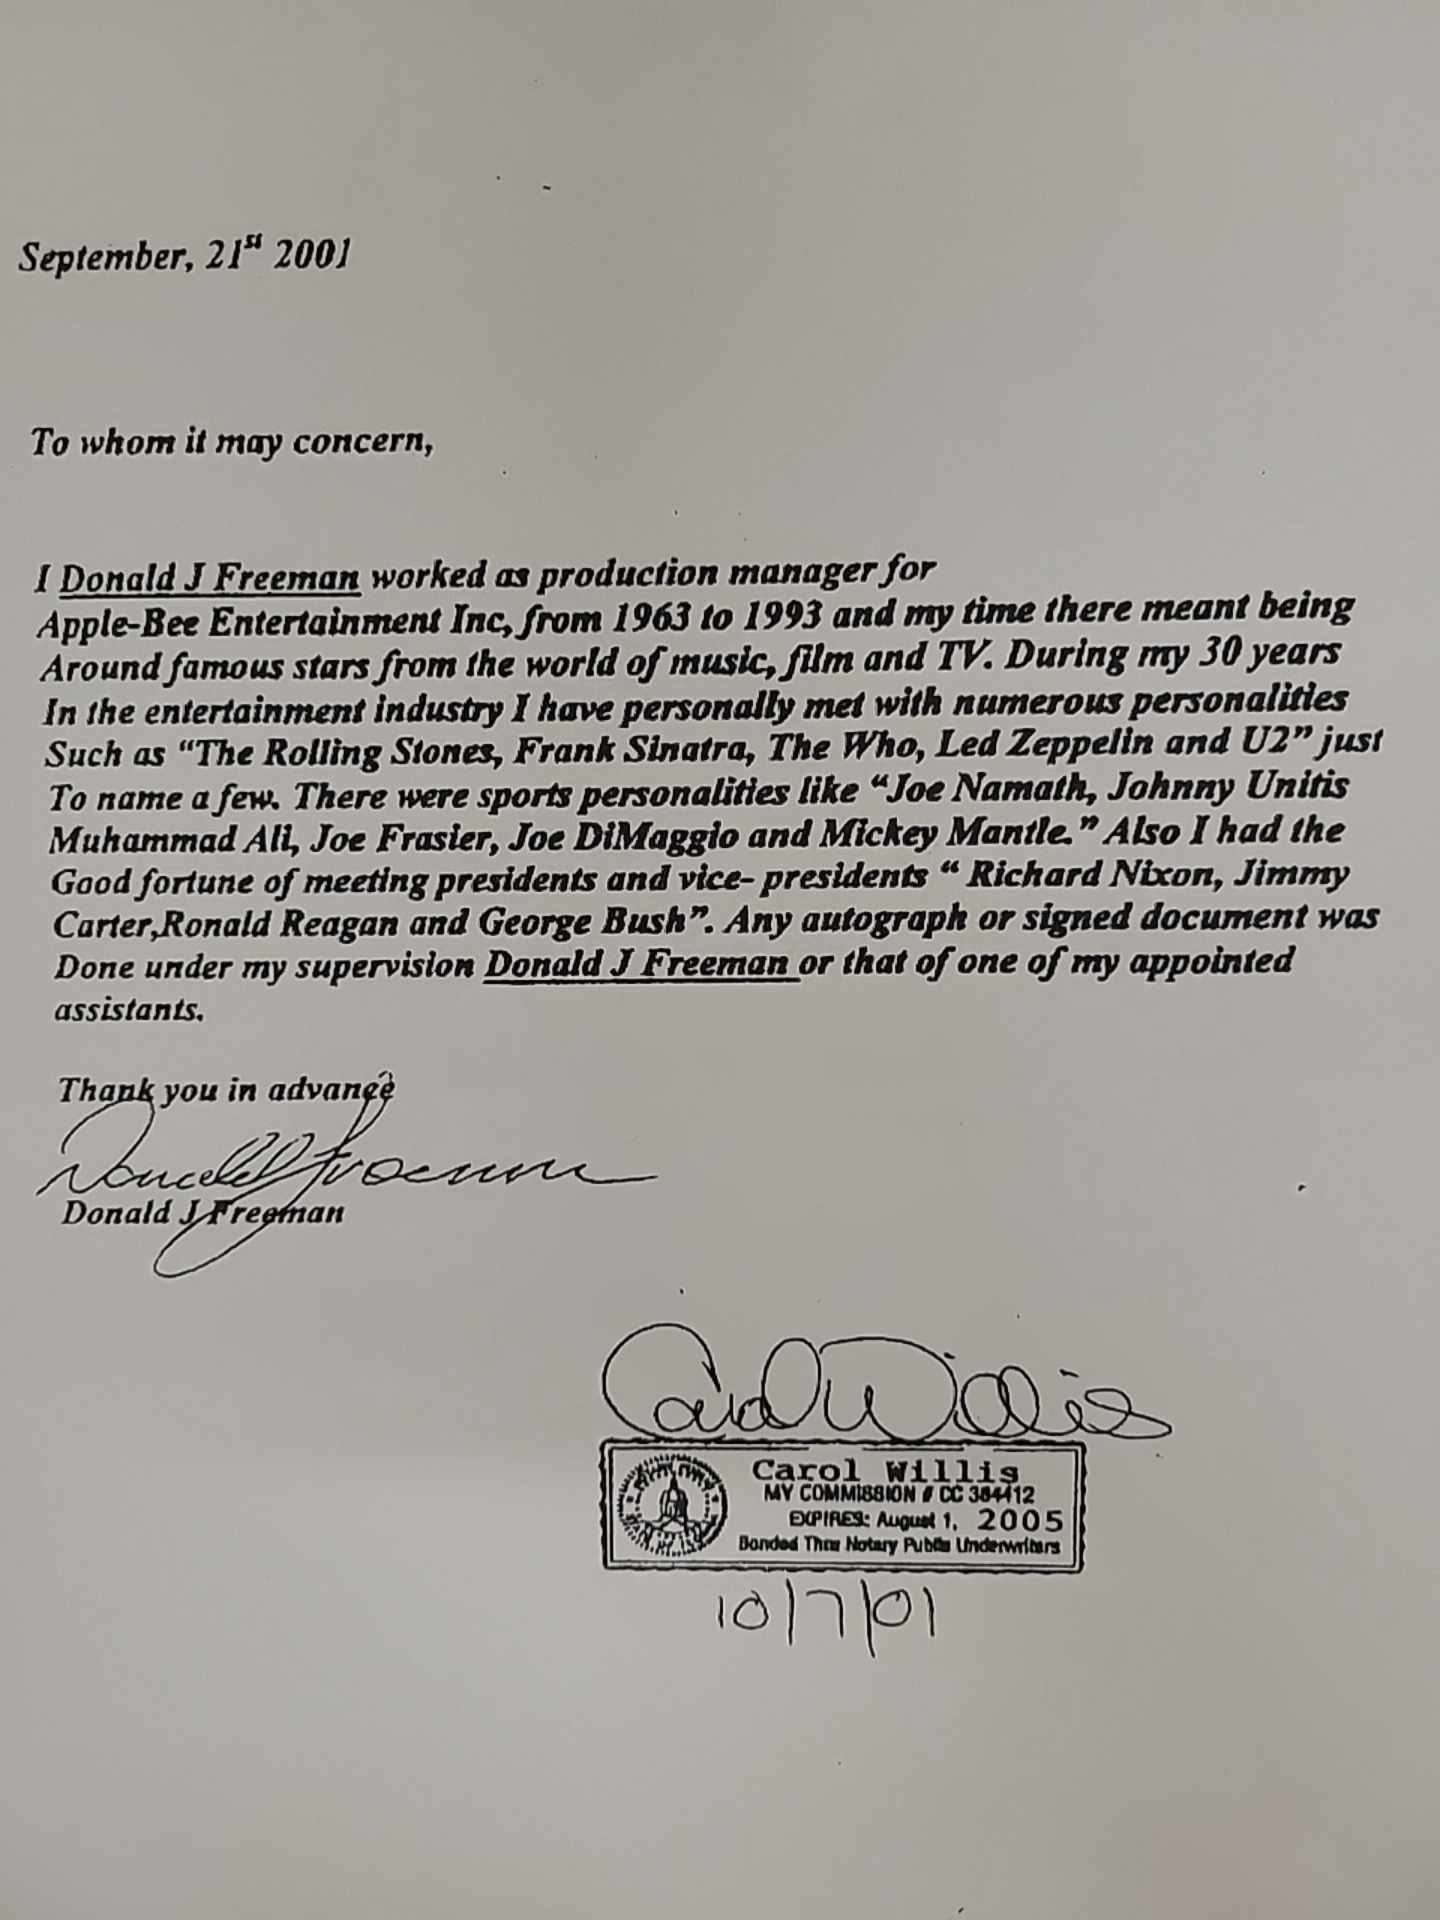 September, 21st 2001
To whom it may concern,
I Donald J Freeman worked as production manager for
Apple-Bee Entertainment Inc, from 1963 to 1993 and my time there meant being
Around famous stars from the world of music, film and TV. During my 30 years
In the entertainment industry I have personally met with numerous personalities
Such as “The Rolling Stones, Frank Sinatra, The Who, Led Zeppelin and U2” just
To name a few. There were sports personalities like “Joe Namath, Johnny Unitis
Muhammad Ali, Joe Frasier, Joe DiMaggio and Mickey Mantle.” Also I had the
Good fortune of meeting presidents and vice- presidents “ Richard Nixon, Jimmy
Carter,Ronald Reagan and George Bush”. Any autograph or signed document was
Done under my supervision Donald J Freeman or that of one of my appointed
assistants.
Thank you in advance
Donald J Freeman
Donald J Freeman
Carol Willis
Carol Willis
MY COMMISSION # CC 384412
EXPIRES: August 1, 2005
Bonded Thru Notary Public Underwriters
10/7/01